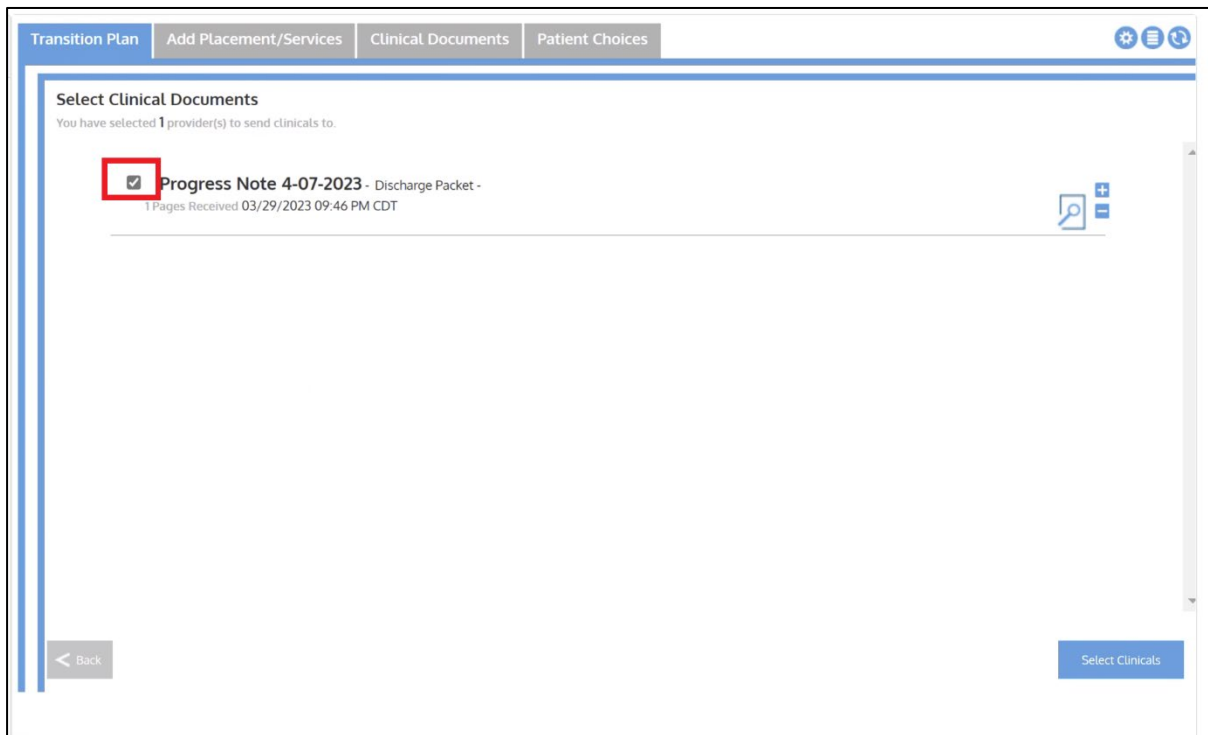 Transition Plan Add Placement/Services Clinical Documents Patient Choices
Select Clinical Documents
You have selected 1 provider(s) to send clinicals to.
Progress Note 4-07-2023 - Discharge Packet -
1 Pages Received 03/29/2023 09:46 PM CDT
< Back Select Clinicals